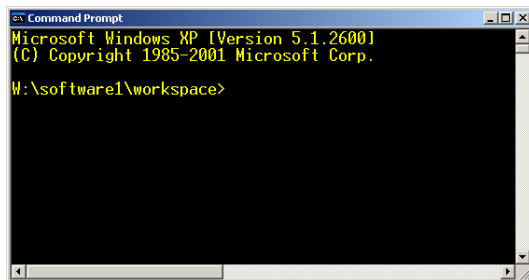 Command Prompt
Microsoft Windows XP [Version 5.1.2600]
(C) Copyright 1985-2001 Microsoft Corp.
W:\software1\workspace>